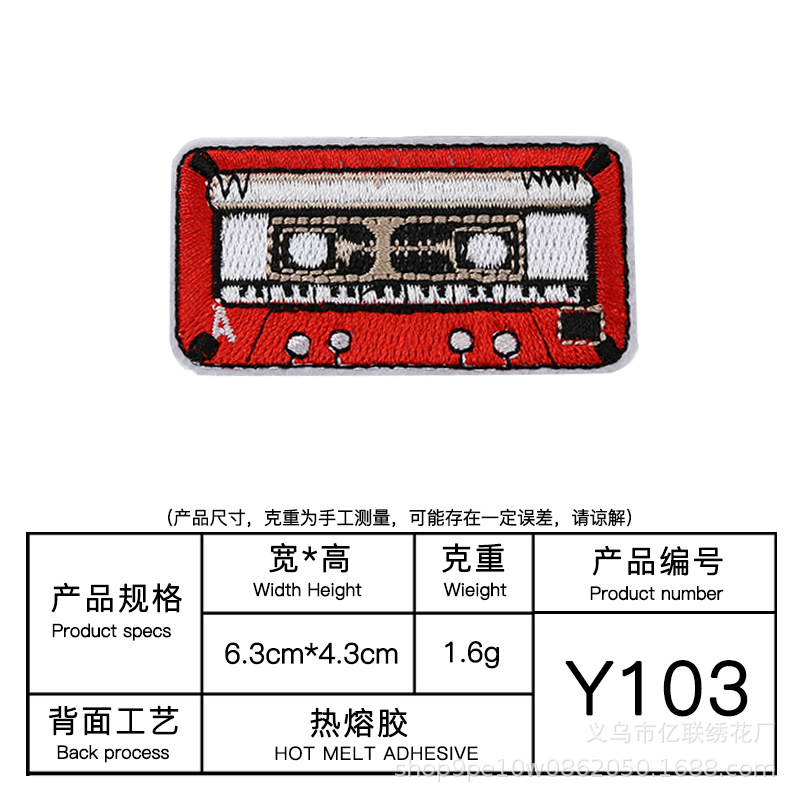 A
（产品尺寸，克重为手工测量，可能存在一定误差，请谅解）
产品规格
Product specs
宽*高
Width Height
克重
Wieight
产品编号
Product number
6.3cm*4.3cm
1.6g
Y103
背面工艺
Back process
热熔胶
HOT MELT ADHESIVE
义乌市亿联绣花厂
shop9pe10w0862050.1688.com